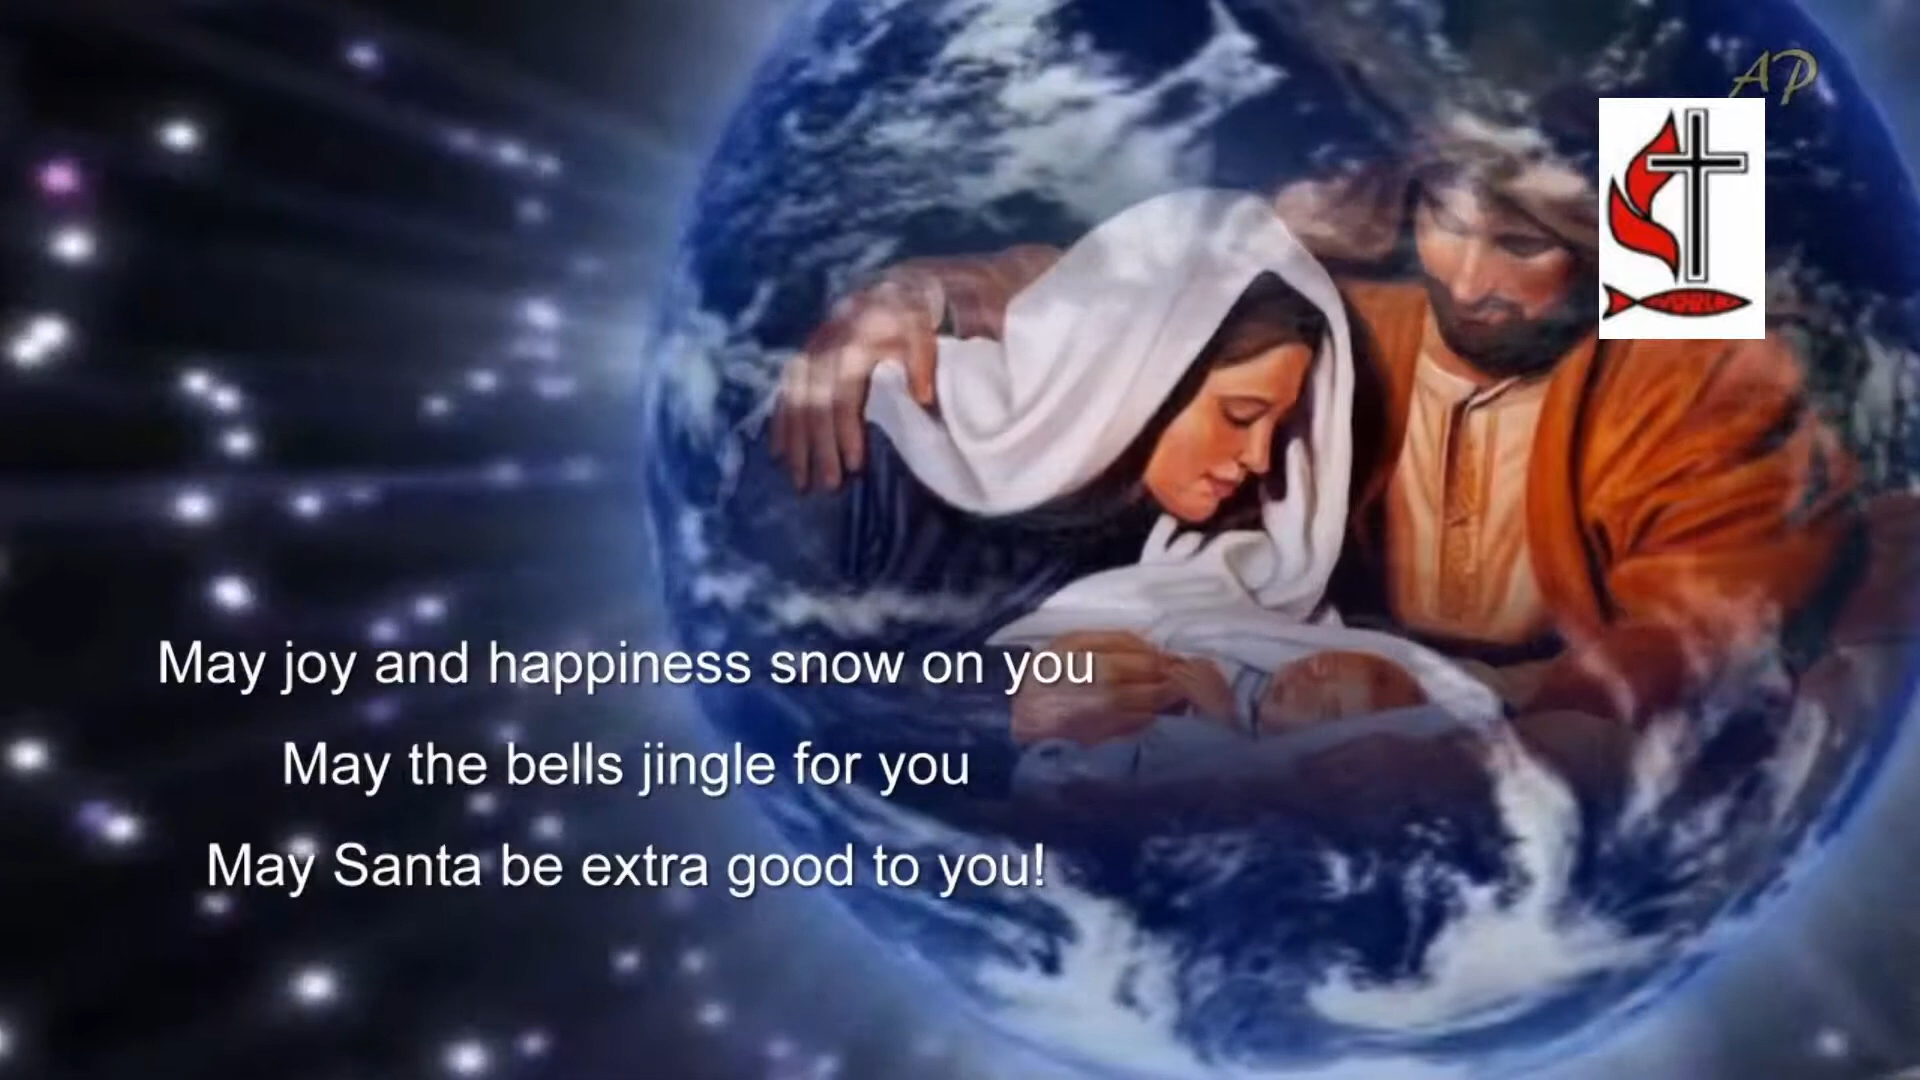 AP
May joy and happiness snow on you
May the bells jingle for you
May Santa be extra good to you!